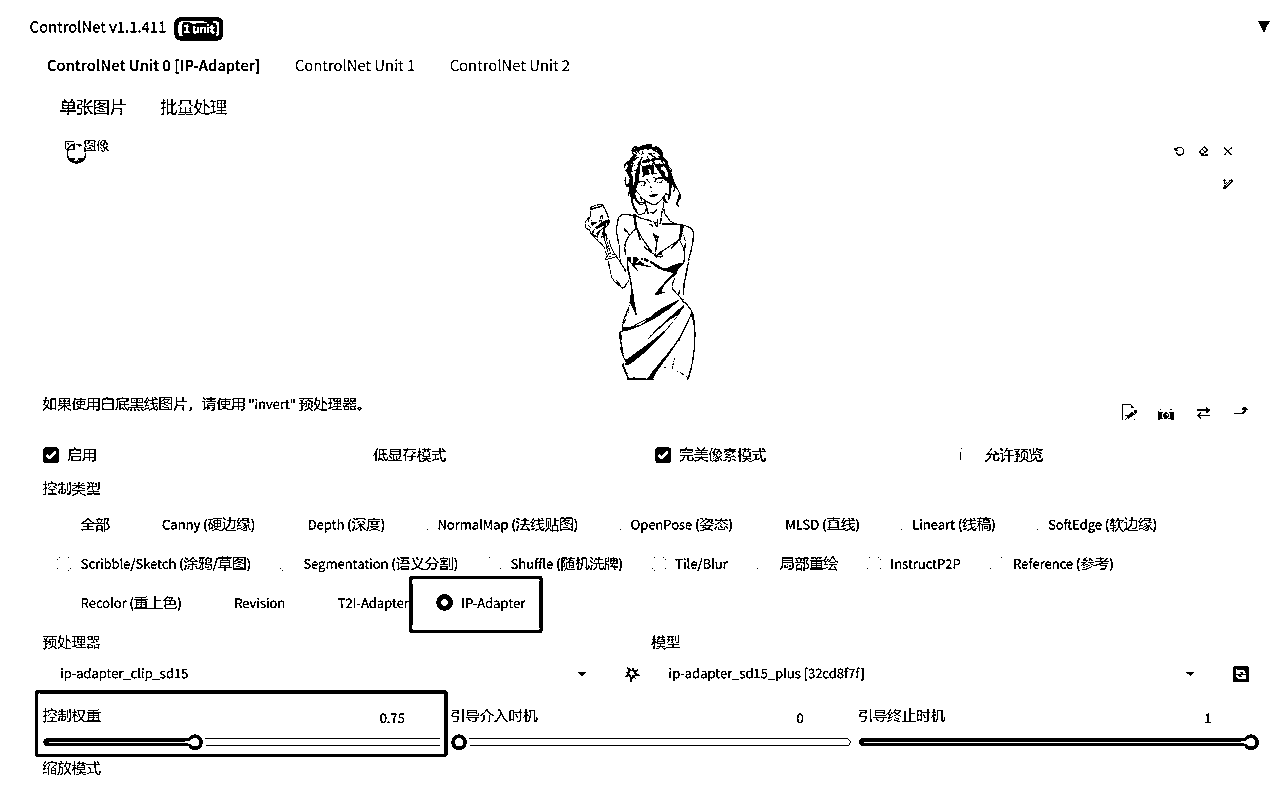 ControlNet v1.1.411 [1 unit]
ControlNet Unit 0 [IP-Adapter] ControlNet Unit 1 ControlNet Unit 2
单张图片 批量处理
图像
如果使用白底黑线图片，请使用 "invert" 预处理器。
启用 低显存模式 完美像素模式 允许预览
控制类型
全部 Canny (硬边缘) Depth (深度) NormalMap (法线贴图) OpenPose (姿态) MLSD (直线) Lineart (线稿) SoftEdge (软边缘)
Scribble/Sketch (涂鸦/草图) Segmentation (语义分割) Shuffle (随机洗牌) Tile/Blur 局部重绘 InstructP2P Reference (参考)
Recolor (重上色) Revision T2I-Adapter IP-Adapter
预处理器 模型
ip-adapter_clip_sd15 ip-adapter_sd15_plus [32cd8f7f]
控制权重 0.75 引导介入时机 0 引导终止时机 1
缩放模式